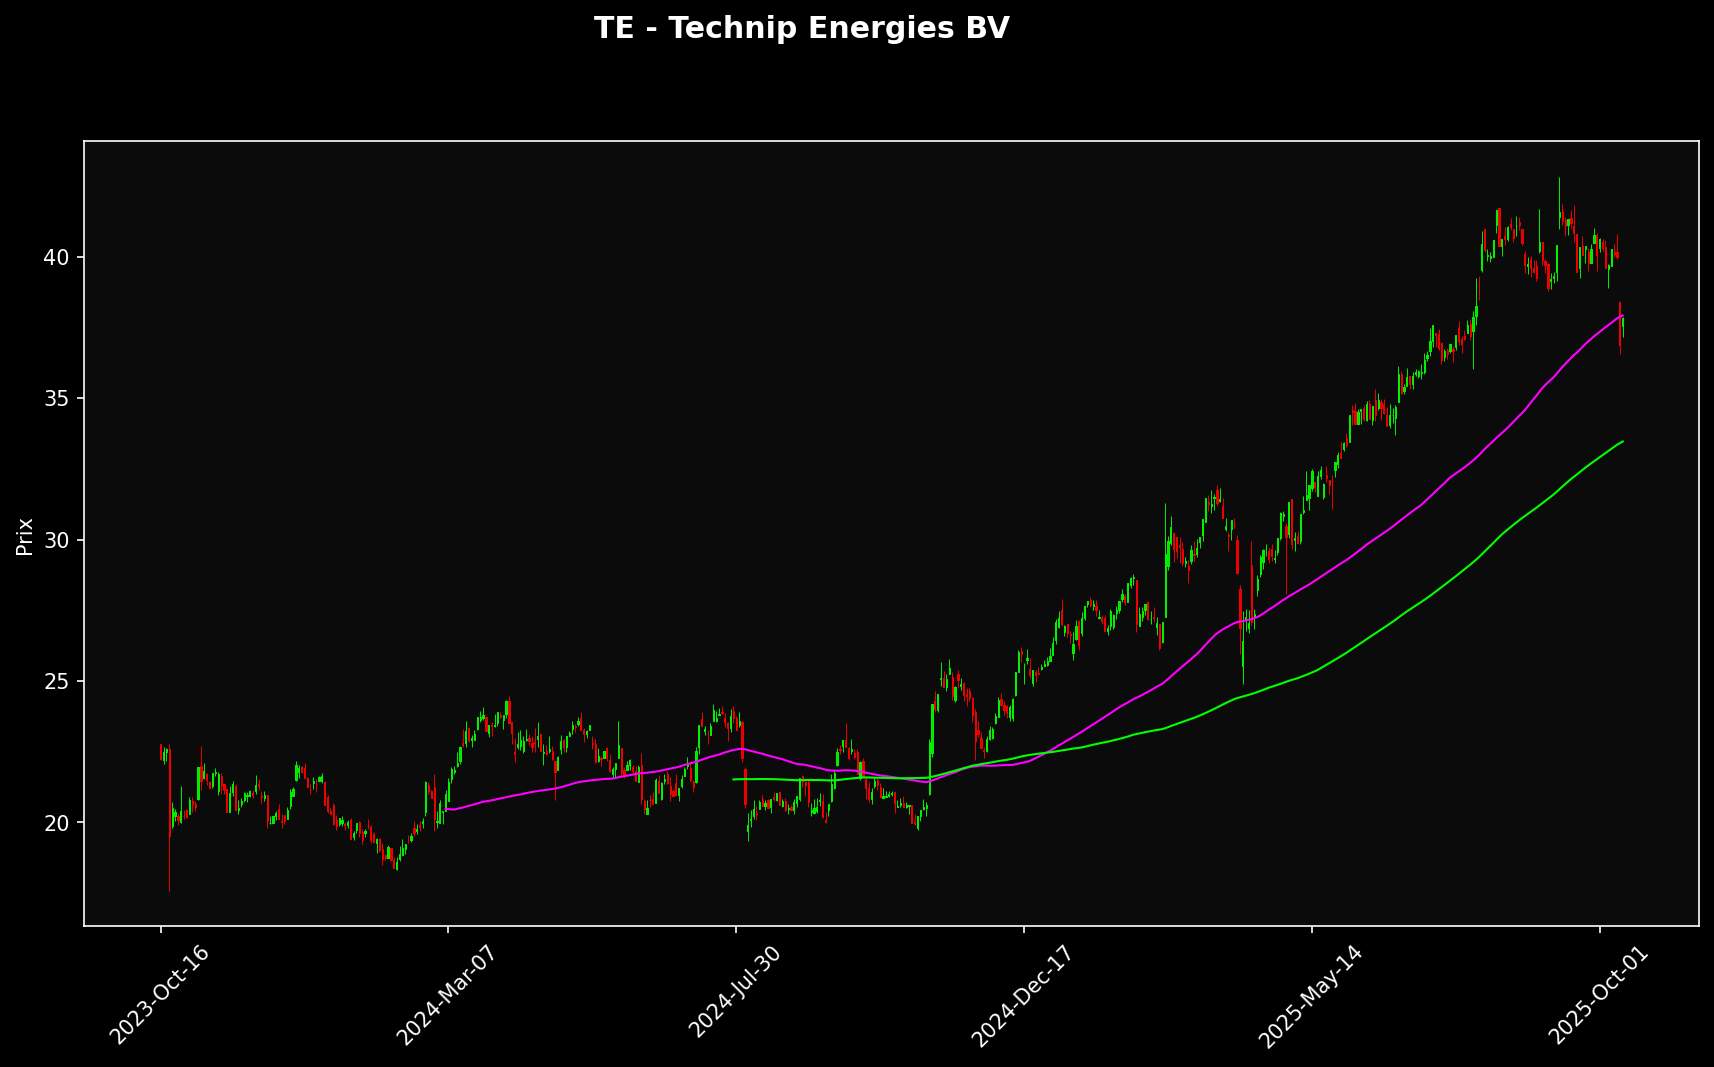 TE - Technip Energies BV
Prix
40
35
30
25
20
2023-Oct-16
2024-Mar-07
2024-Jul-30
2024-Dec-17
2025-May-14
2025-Oct-01